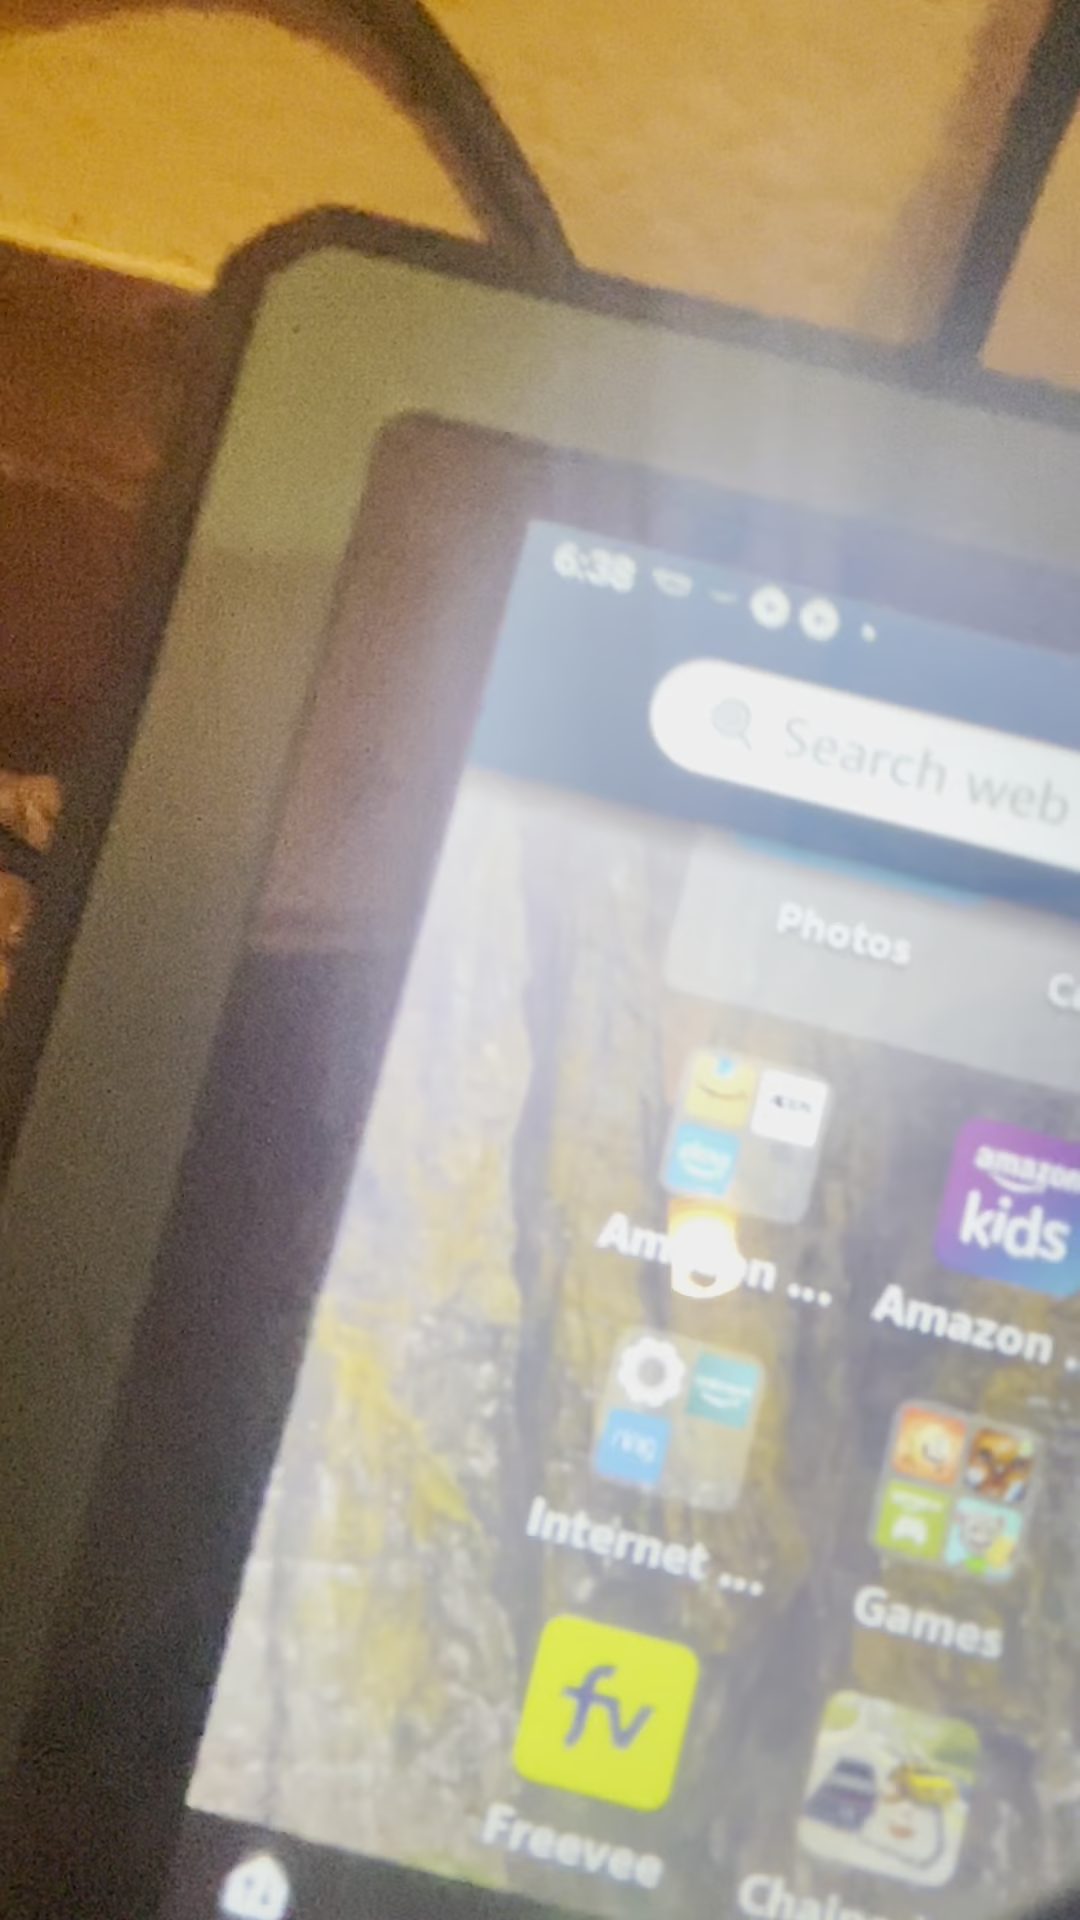 6:38
Search web
Photos
amazon
kids
Amazon ...
Internet ...
Games
fv
Freevee